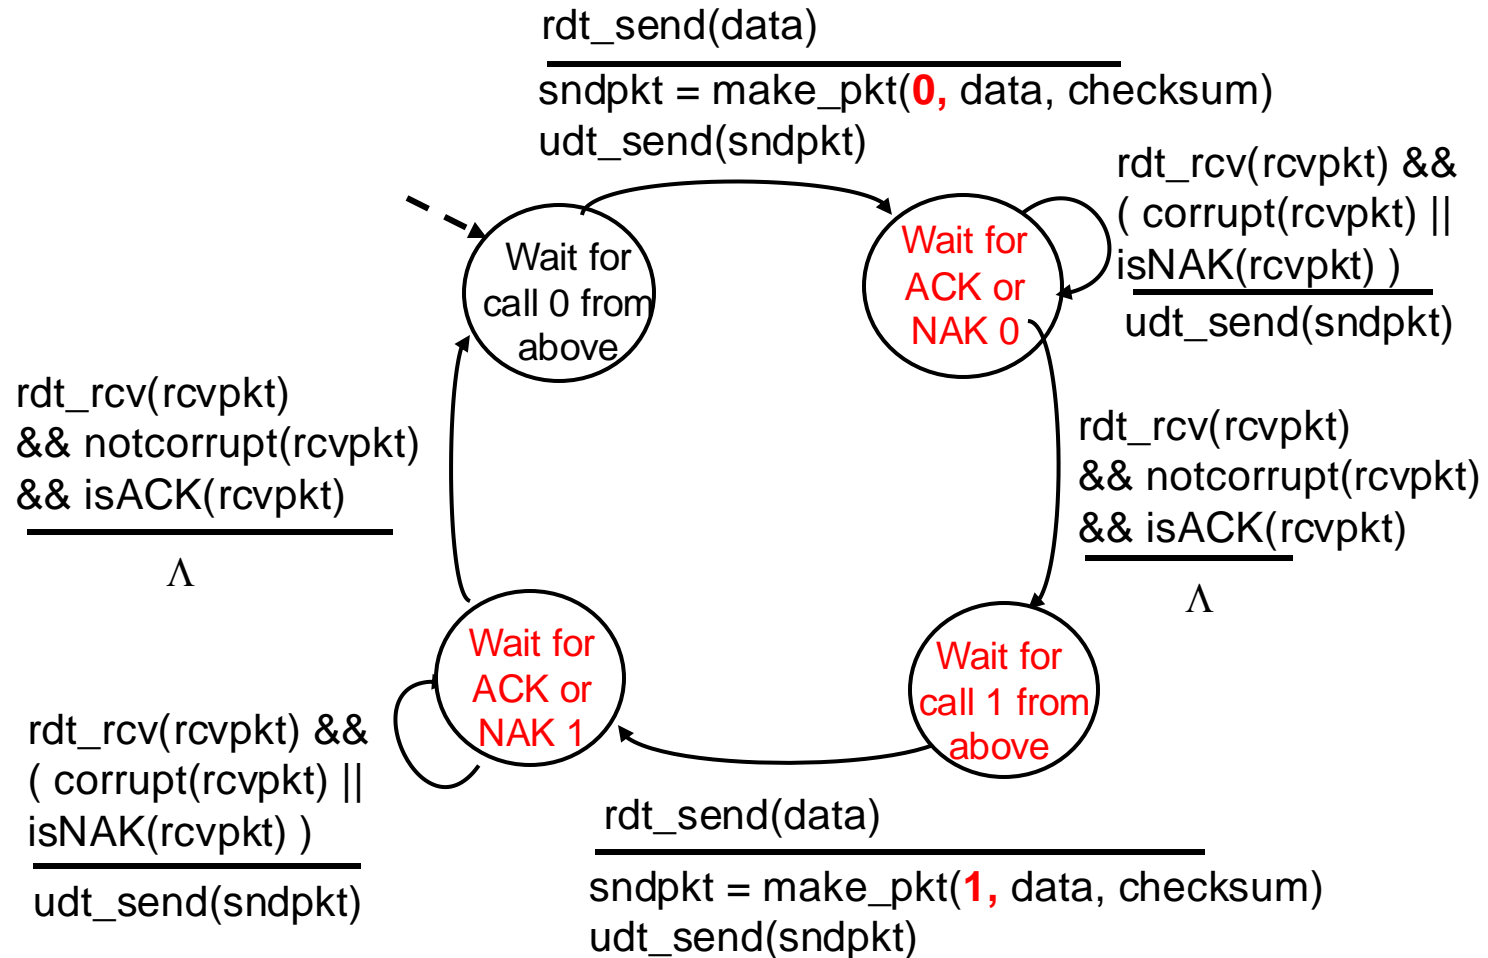 rdt_send(data)
sndpkt = make_pkt(0, data, checksum)
udt_send(sndpkt)
rdt_rcv(rcvpkt) &&
( corrupt(rcvpkt) ||
isNAK(rcvpkt) )
udt_send(sndpkt)
Wait for
call 0 from
above
Wait for
ACK or
NAK 0
rdt_rcv(rcvpkt)
&& notcorrupt(rcvpkt)
&& isACK(rcvpkt)
Λ
rdt_rcv(rcvpkt)
&& notcorrupt(rcvpkt)
&& isACK(rcvpkt)
Λ
Wait for
ACK or
NAK 1
Wait for
call 1 from
above
rdt_rcv(rcvpkt) &&
( corrupt(rcvpkt) ||
isNAK(rcvpkt) )
udt_send(sndpkt)
rdt_send(data)
sndpkt = make_pkt(1, data, checksum)
udt_send(sndpkt)